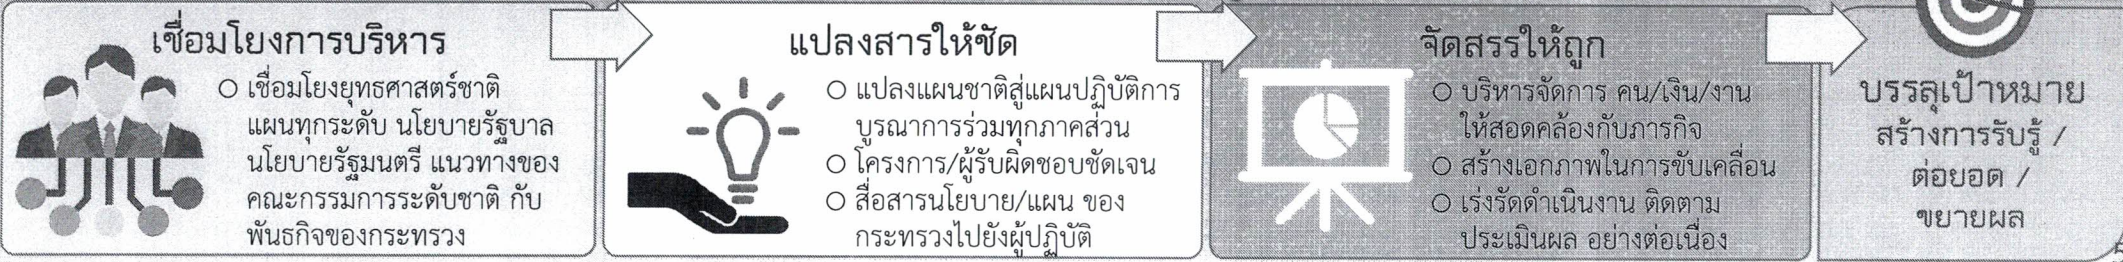 เชื่อมโยงการบริหาร
O เชื่อมโยงยุทธศาสตร์ชาติ
แผนทุกระดับ นโยบายรัฐบาล
นโยบายรัฐมนตรี แนวทางของ
คณะกรรมการระดับชาติ กับ
พันธกิจของกระทรวง
แปลงสารให้ชัด
O แปลงแผนชาติสู่แผนปฏิบัติการ
บูรณาการร่วมทุกภาคส่วน
O โครงการ/ผู้รับผิดชอบชัดเจน
O สื่อสารนโยบาย/แผน ของ
กระทรวงไปยังผู้ปฏิบัติ
จัดสรรให้ถูก
O บริหารจัดการ คน/เงิน/งาน
ให้สอดคล้องกับภารกิจ
O สร้างเอกภาพในการขับเคลื่อน
O เร่งรัดดำเนินงาน ติดตาม
ประเมินผล อย่างต่อเนื่อง
บรรลุเป้าหมาย
สร้างการรับรู้ /
ต่อยอด /
ขยายผล